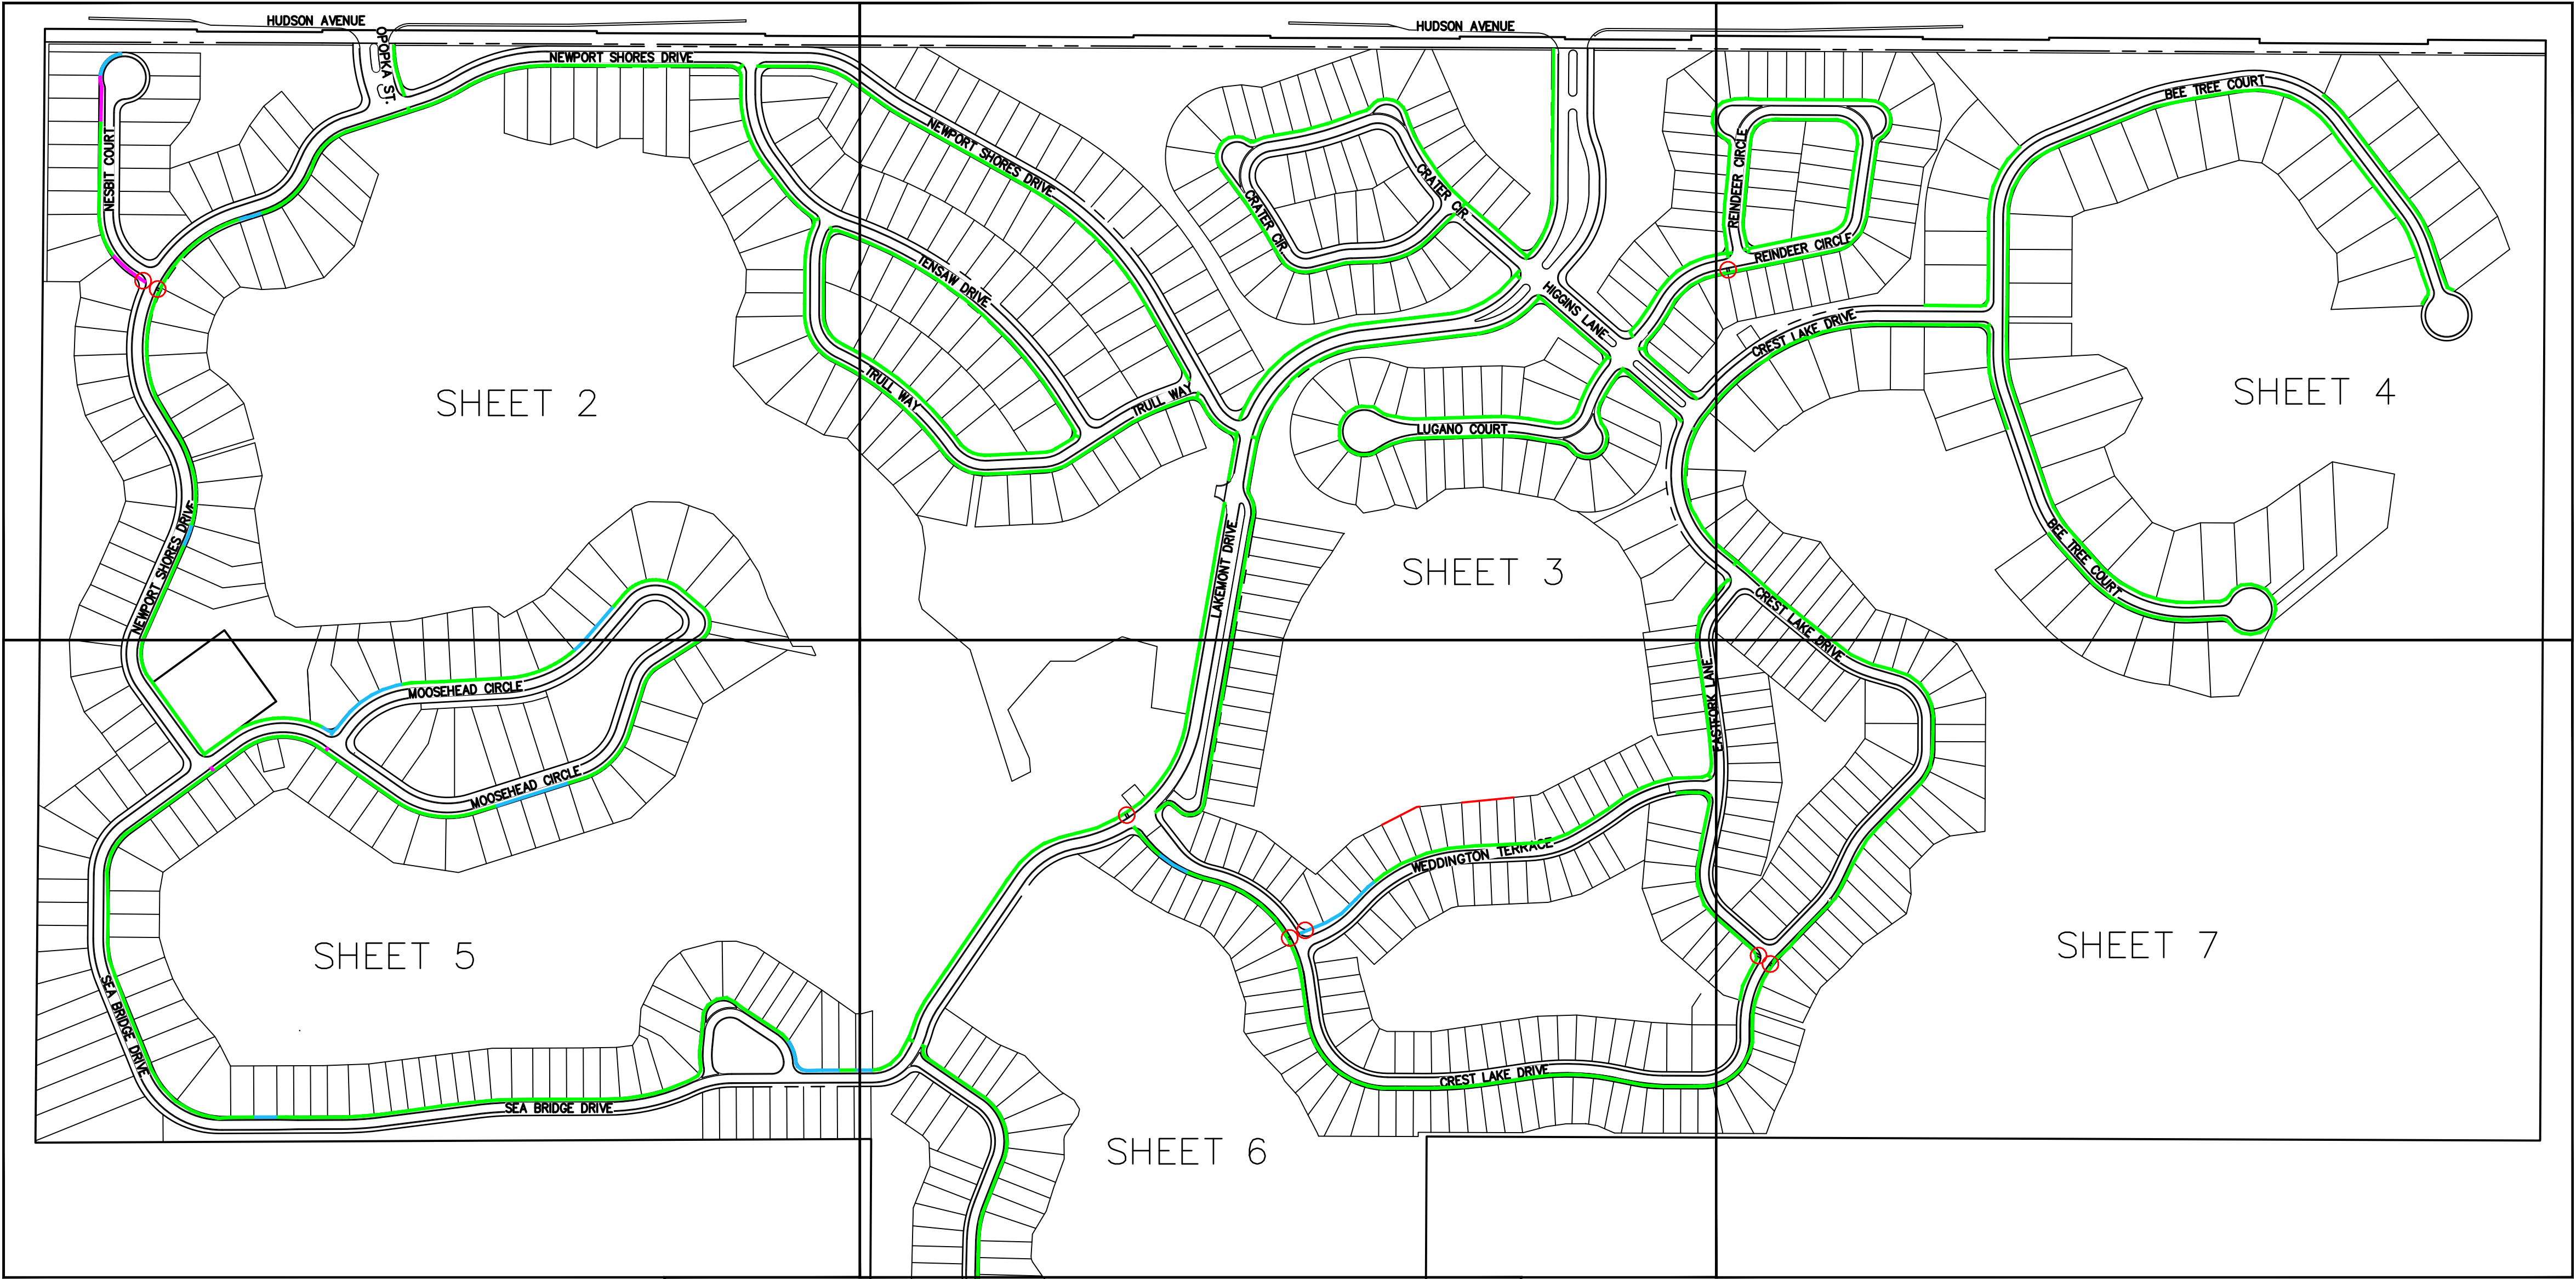 HUDSON AVENUE
HUDSON AVENUE
OPOPKA ST.
NEWPORT SHORES DRIVE
BEE TREE COURT
NESBIT COURT
NEWPORT SHORES DRIVE
CRATER CIR.
CRATER CIR.
REINDEER CIRCLE
REINDEER CIRCLE
TENSAW DRIVE
HIGGINS LANE
CREST LAKE DRIVE
TRULL WAY
TRULL WAY
SHEET 2
SHEET 4
LUGANO COURT
NEWPORT SHORES DRIVE
LAKEMONT DRIVE
SHEET 3
BEE TREE COURT
CREST LAKE DRIVE
MOOSEHEAD CIRCLE
EASTFORK LANE
MOOSEHEAD CIRCLE
WEDDINGTON TERRACE
SHEET 5
SHEET 7
SEA BRIDGE DRIVE
SEA BRIDGE DRIVE
CREST LAKE DRIVE
SHEET 6